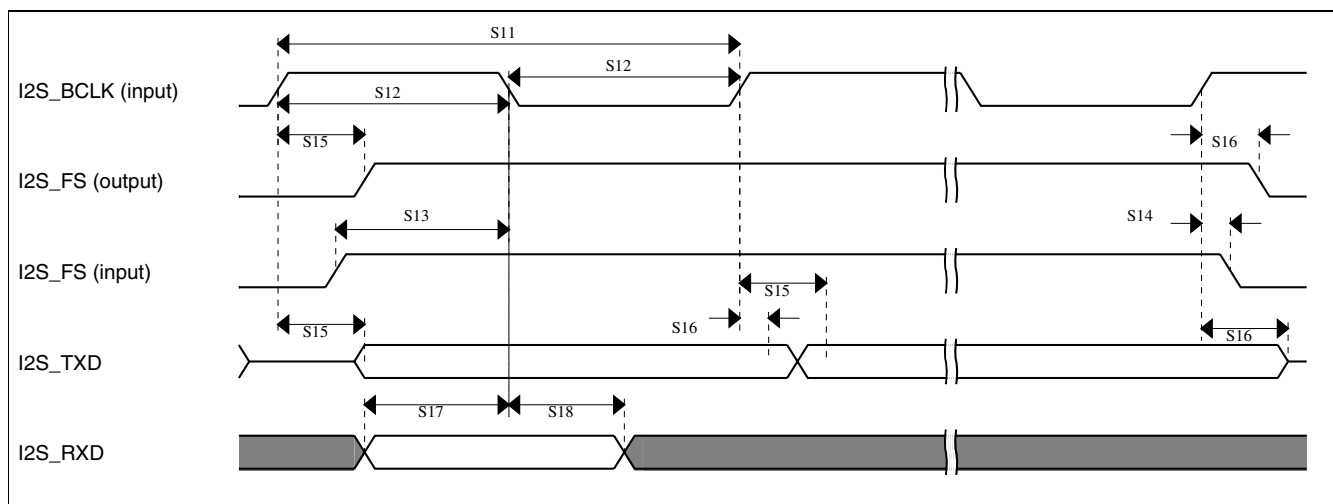 S11
I2S_BCLK (input)
S12
S12
S15
S16
I2S_FS (output)
S13
S14
I2S_FS (input)
S15
S15
S16
S16
I2S_TXD
S17
S18
I2S_RXD